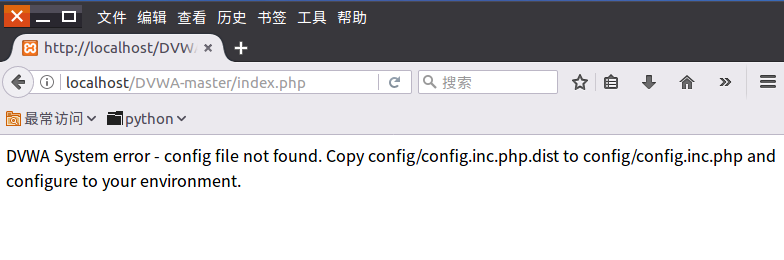 文件 编辑 查看 历史 书签 工具 帮助
http://localhost/DVWA
localhost/DVWA-master/index.php
搜索
最常访问 python
DVWA System error - config file not found. Copy config/config.inc.php.dist to config/config.inc.php and
configure to your environment.